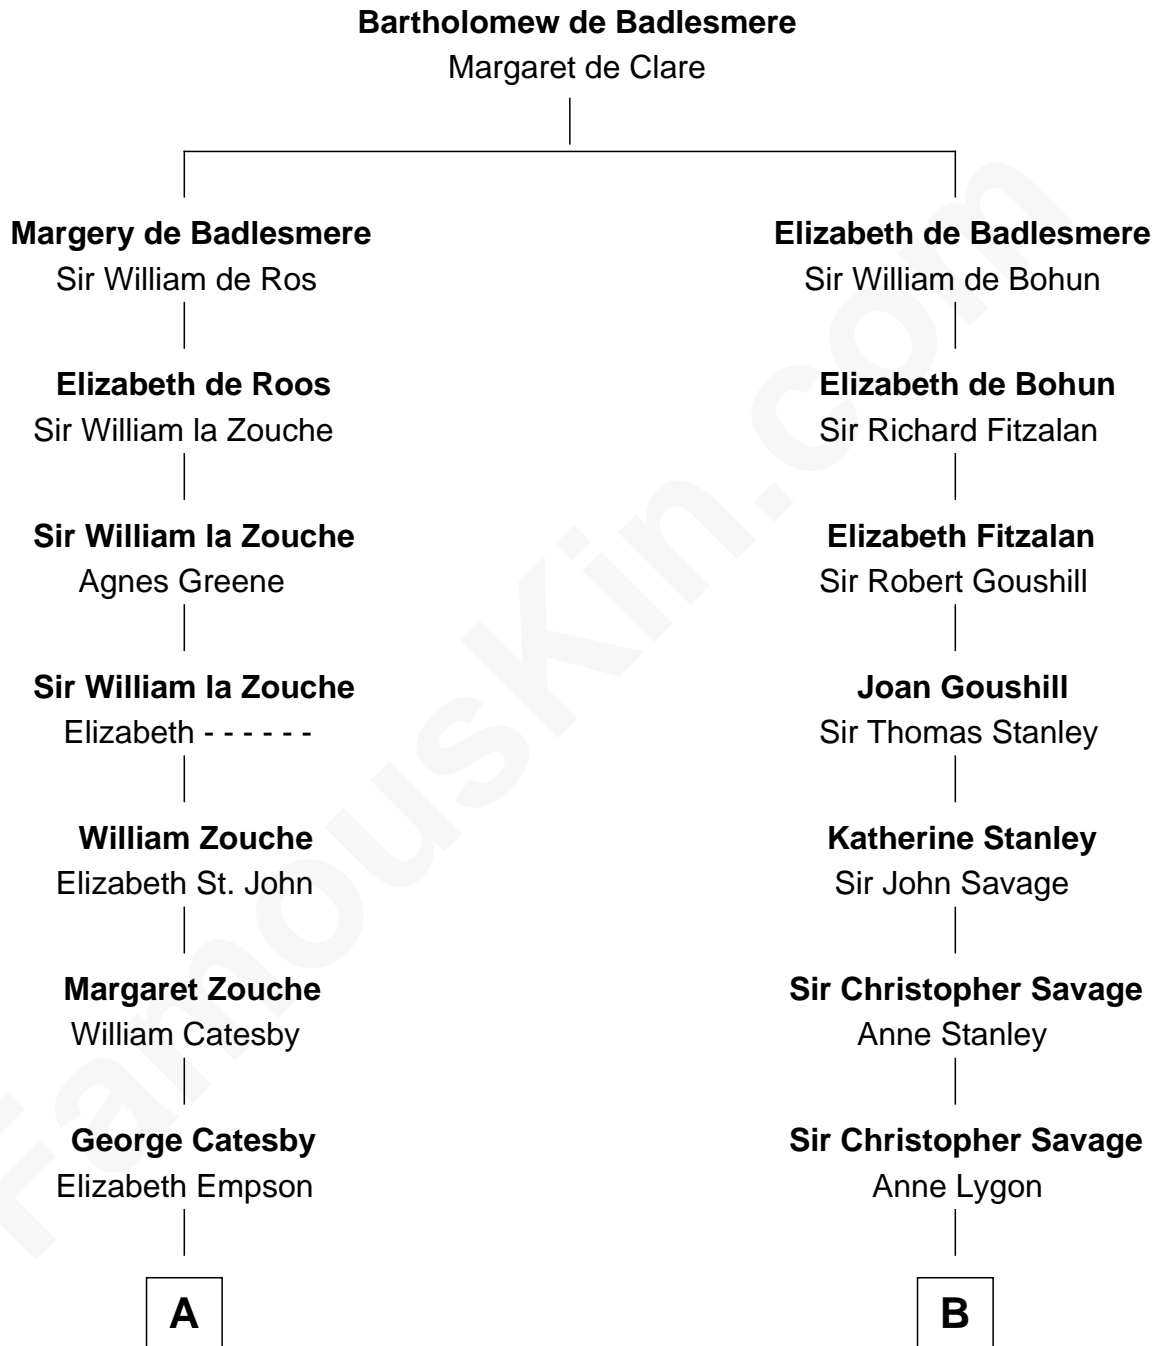 Bartholomew de Badlesmere
Margaret de Clare
Margery de Badlesmere
Sir William de Ros
Elizabeth de Badlesmere
Sir William de Bohun
Elizabeth de Roos
Sir William la Zouche
Elizabeth de Bohun
Sir Richard Fitzalan
Sir William la Zouche
Agnes Greene
Elizabeth Fitzalan
Sir Robert Goushill
Sir William la Zouche
Elizabeth - - - - - -
Joan Goushill
Sir Thomas Stanley
William Zouche
Elizabeth St. John
Katherine Stanley
Sir John Savage
Margaret Zouche
William Catesby
Sir Christopher Savage
Anne Stanley
George Catesby
Elizabeth Empson
Sir Christopher Savage
Anne Lygon
A
B
FamousKin.com